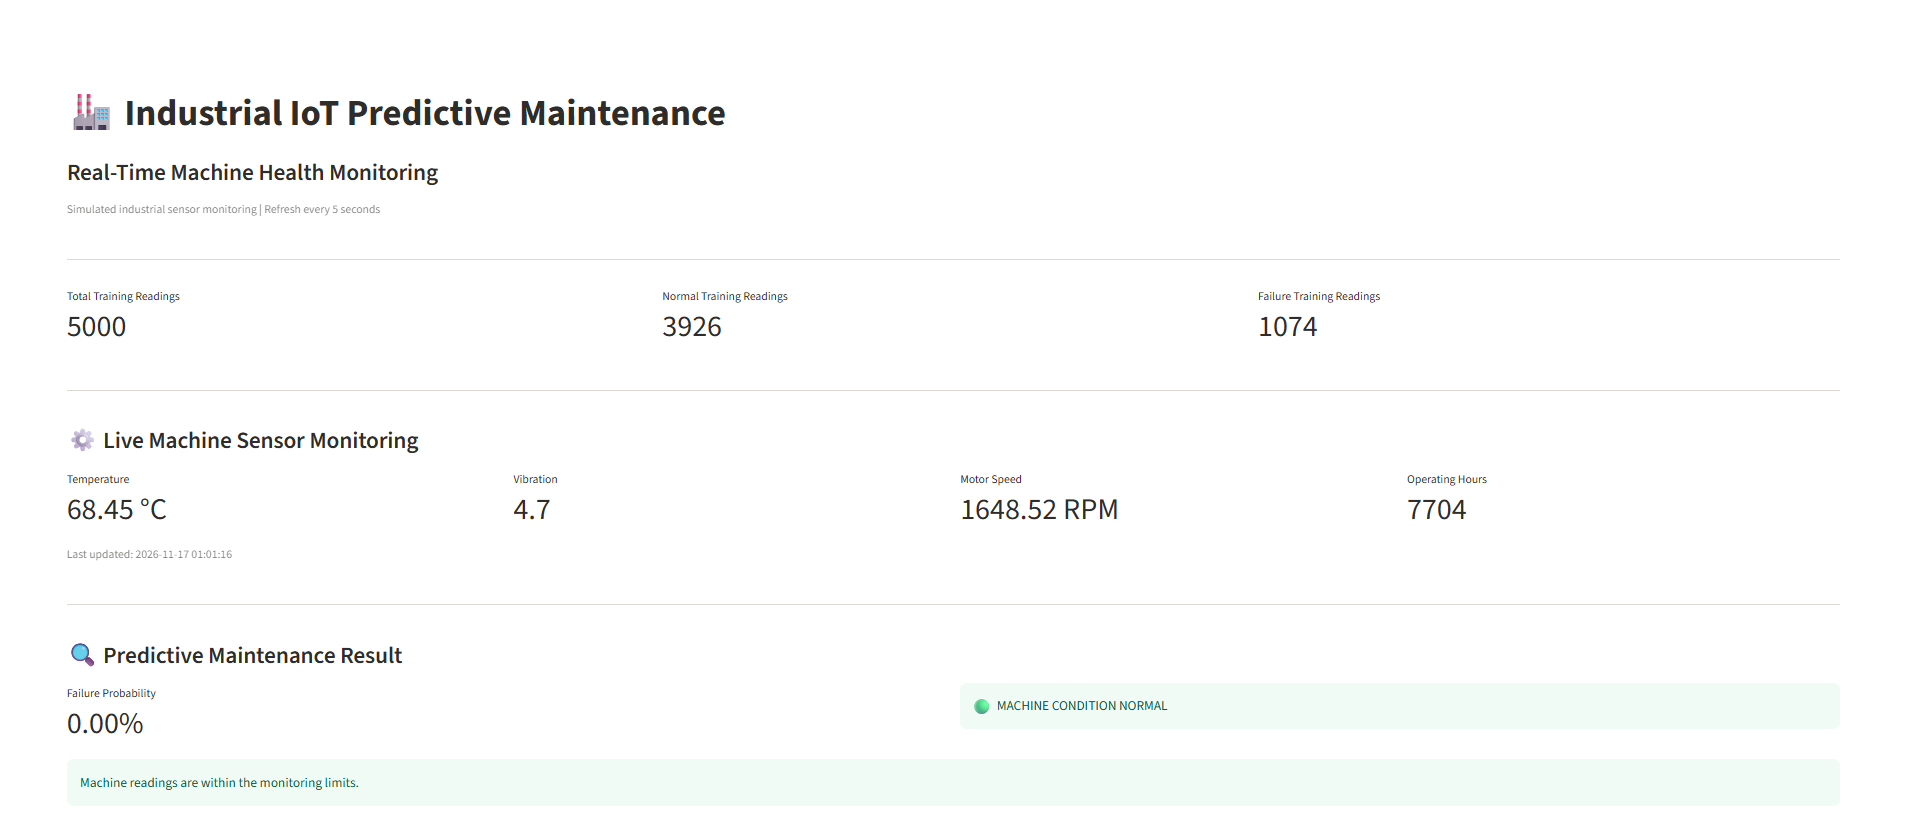 Industrial IoT Predictive Maintenance
Real-Time Machine Health Monitoring
Simulated industrial sensor monitoring | Refresh every 5 seconds
Total Training Readings
5000
Normal Training Readings
3926
Failure Training Readings
1074
Live Machine Sensor Monitoring
Temperature
68.45 °C
Vibration
4.7
Motor Speed
1648.52 RPM
Operating Hours
7704
Last updated: 2026-11-17 01:01:16
Predictive Maintenance Result
Failure Probability
0.00%
MACHINE CONDITION NORMAL
Machine readings are within the monitoring limits.